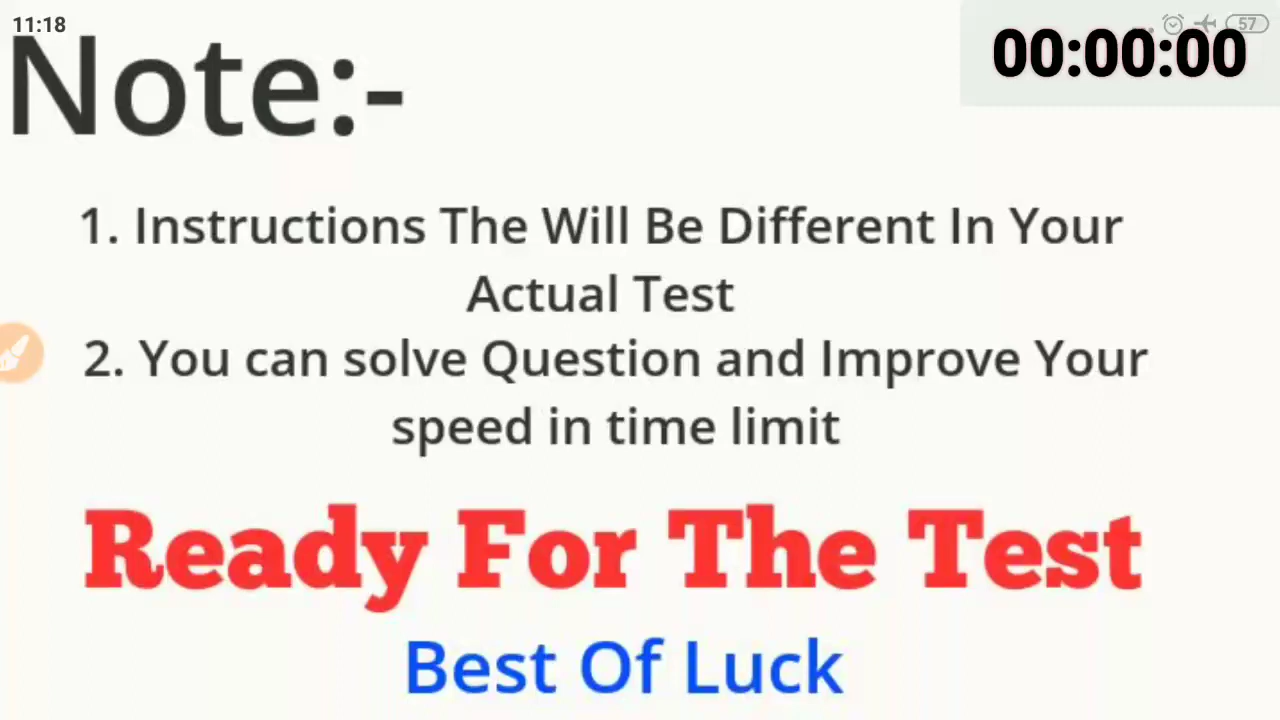 11:18
57
00:00:00
Note:-
1. Instructions The Will Be Different In Your
Actual Test
2. You can solve Question and Improve Your
speed in time limit
Ready For The Test
Best Of Luck